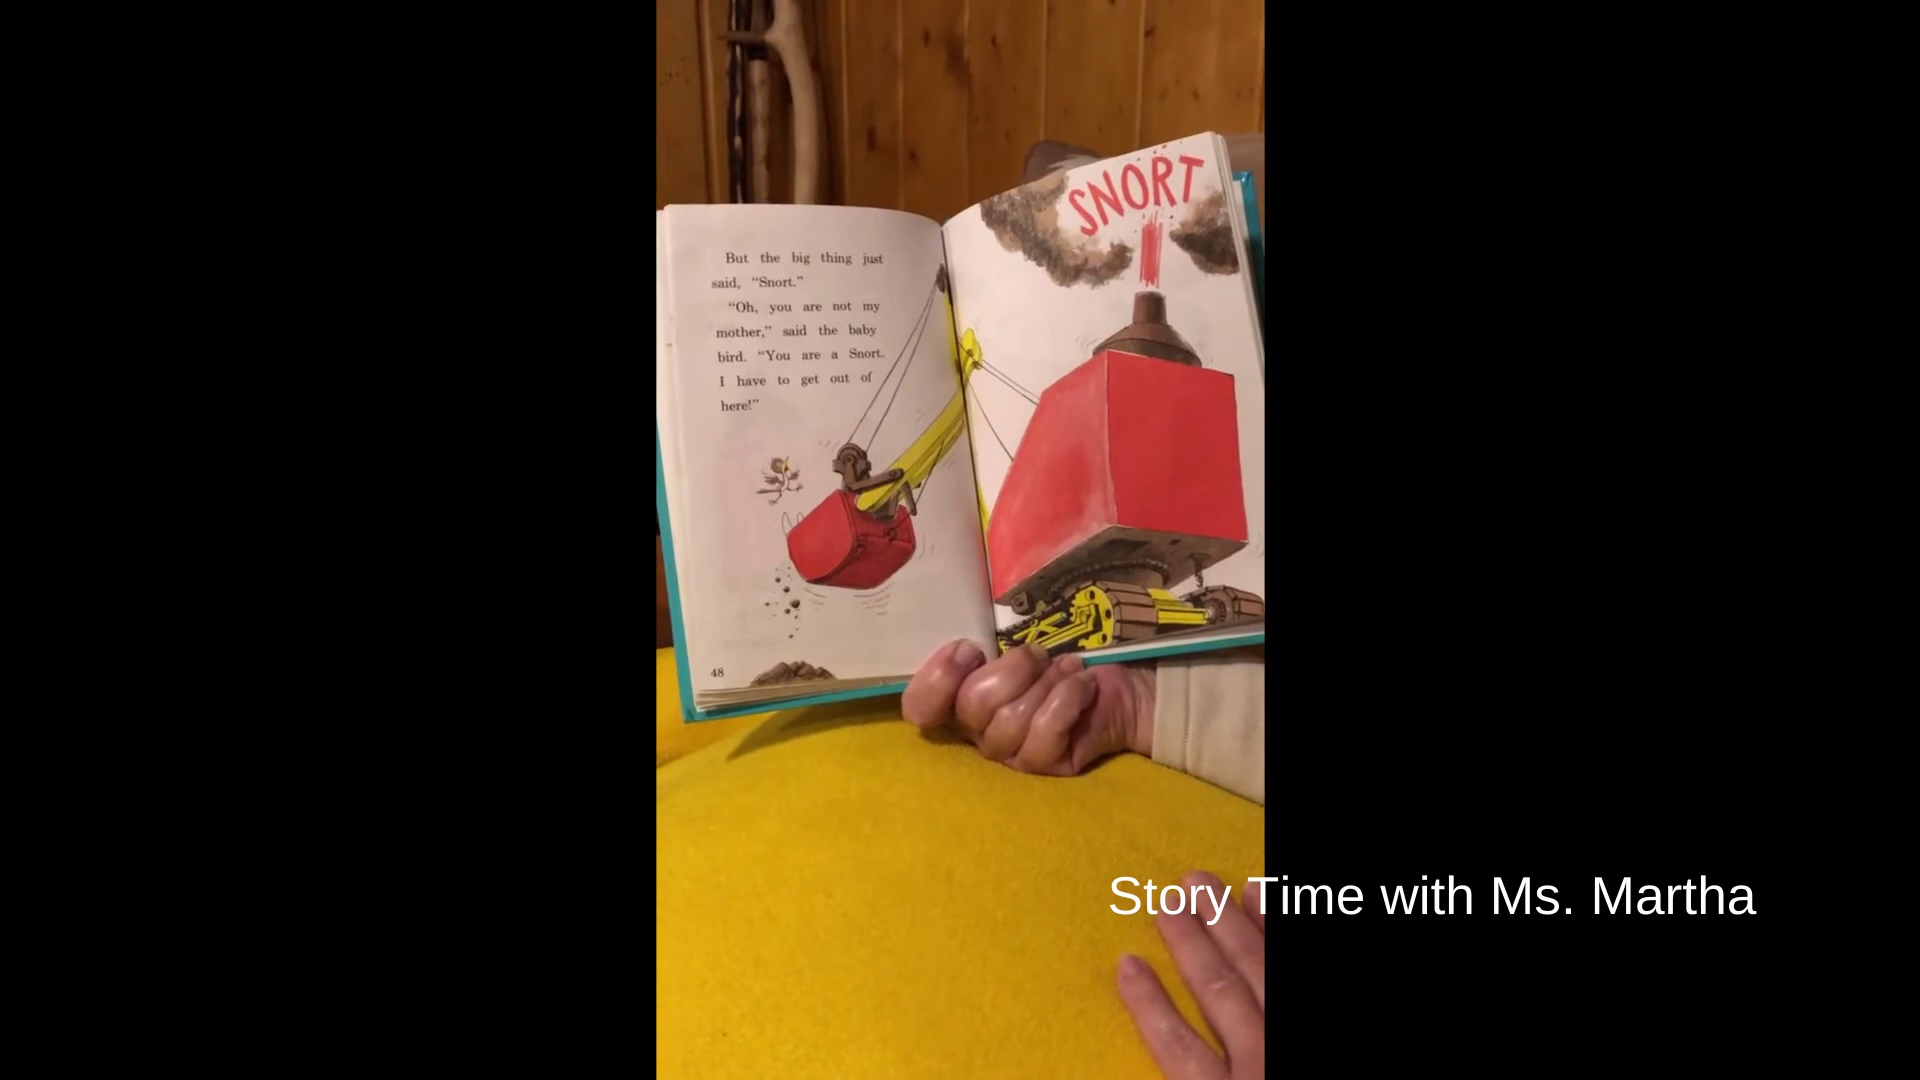 But the big thing just
said, “Snort.”
“Oh, you are not my
mother,” said the baby
bird. “You are a Snort.
I have to get out of
here!”
48
SNORT
Story Time with Ms. Martha